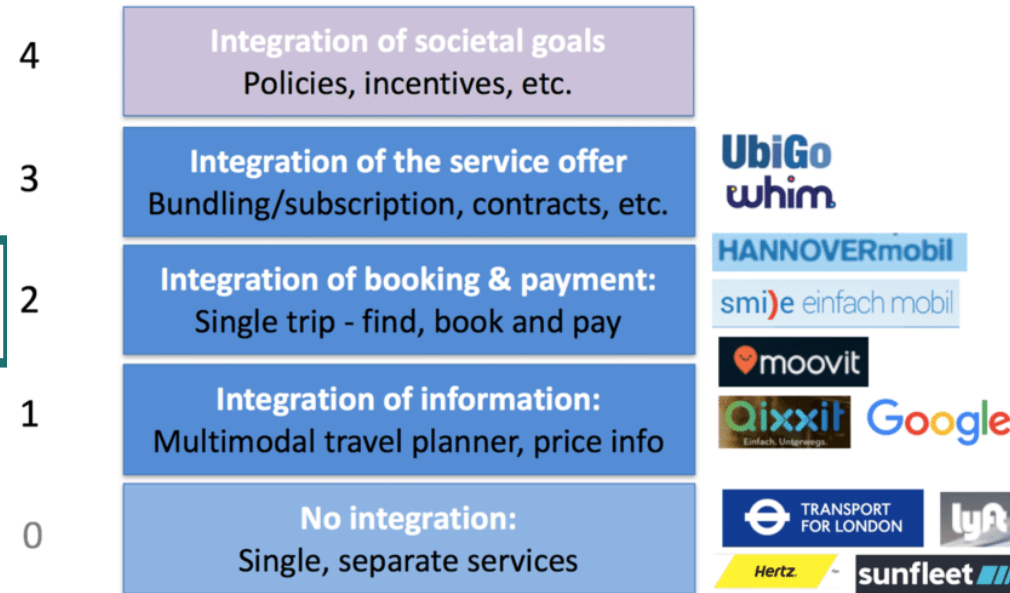 4
Integration of societal goals
Policies, incentives, etc.
3
Integration of the service offer
Bundling/subscription, contracts, etc.
UbiGo
whim
2
Integration of booking & payment:
Single trip - find, book and pay
HANNOVERmobil
smi)e einfach mobil
1
Integration of information:
Multimodal travel planner, price info
moovit
Qixxit
Einfach. Unterwegs.
Google
0
No integration:
Single, separate services
TRANSPORT
FOR LONDON
lyft
Hertz.
sunfleet